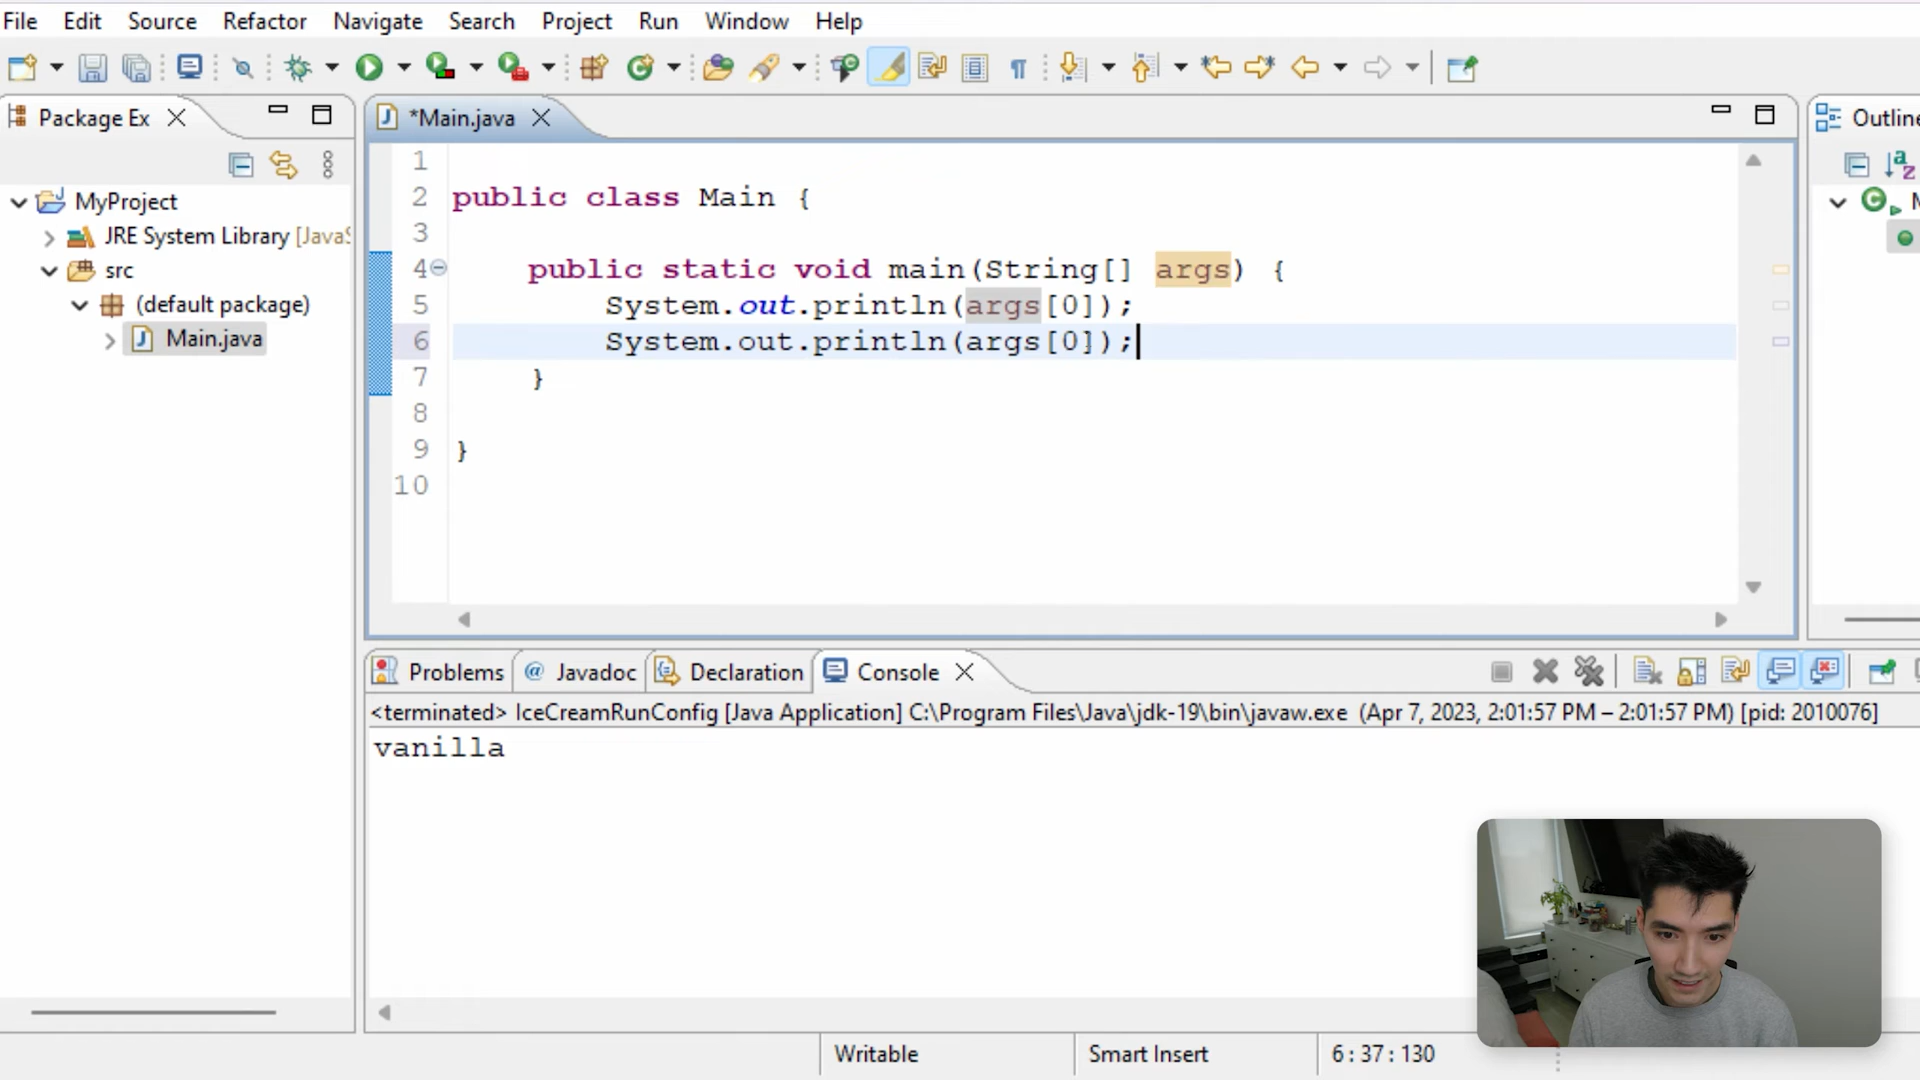 File Edit Source Refactor Navigate Search Project Run Window Help
Package Ex
*Main.java
Outline
MyProject
JRE System Library [JavaS
src
(default package)
Main.java
1
2 public class Main {
3
4 public static void main(String[] args) {
5 System.out.println(args[0]);
6 System.out.println(args[0]);
7 }
8
9 }
10
Problems @ Javadoc Declaration Console
<terminated> IceCreamRunConfig [Java Application] C:\Program Files\Java\jdk-19\bin\javaw.exe (Apr 7, 2023, 2:01:57 PM – 2:01:57 PM) [pid: 2010076]
vanilla
Writable Smart Insert 6 : 37 : 130